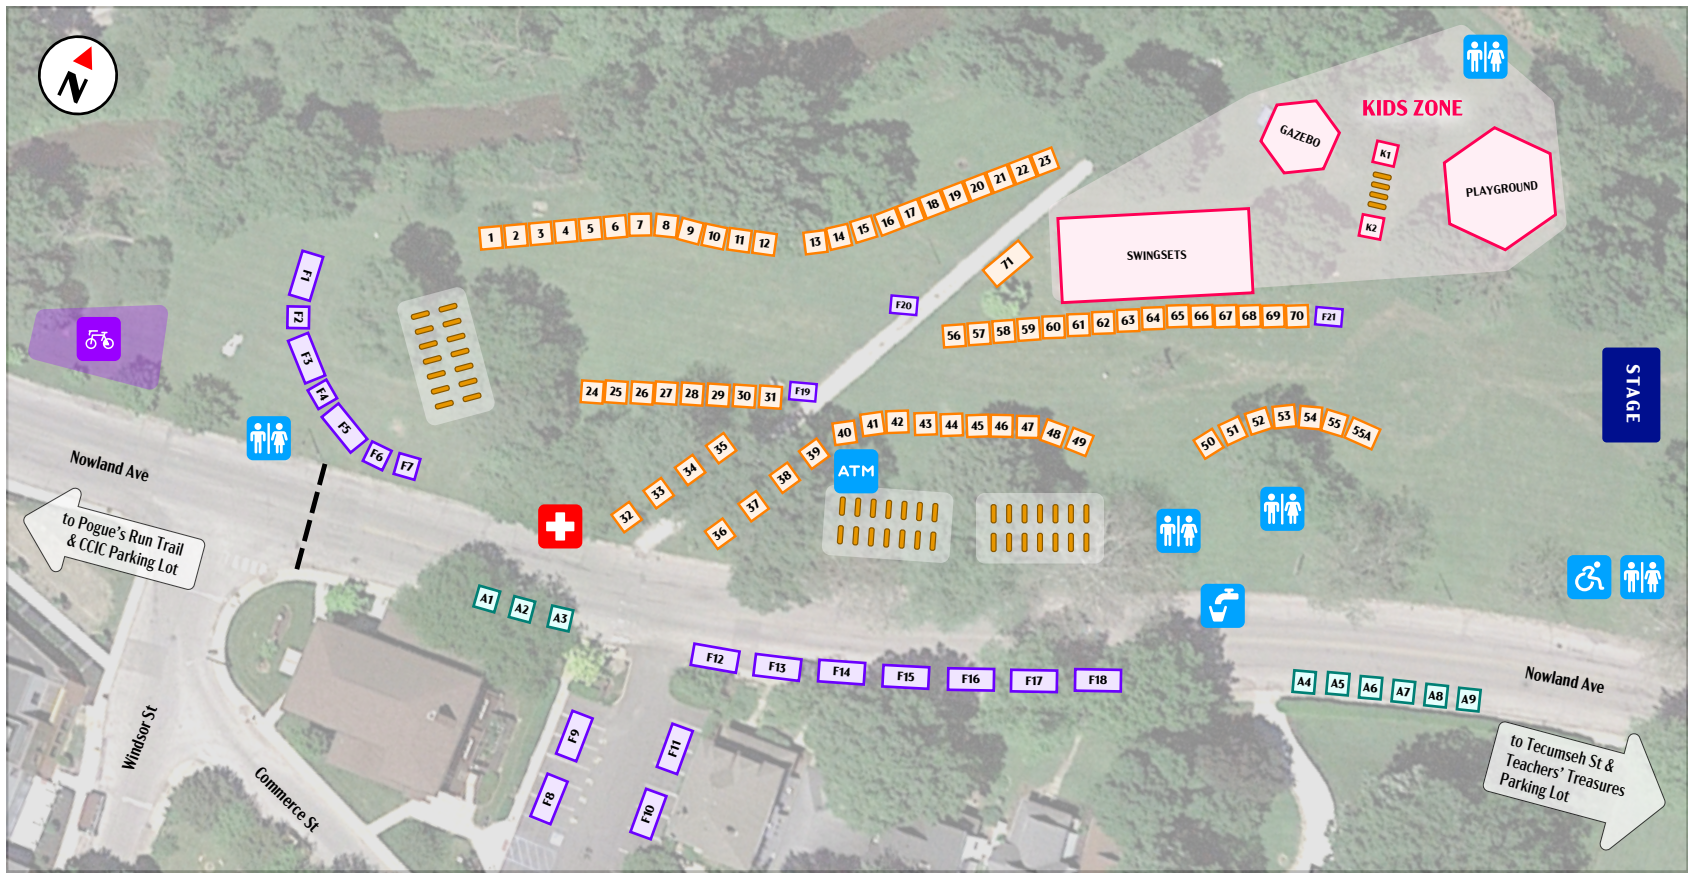 N
KIDS ZONE
GAZEBO
K1
PLAYGROUND
K2
SWINGSETS
1 2 3 4 5 6 7 8 9 10 11 12
13 14 15 16 17 18 19 20 21 22 23
71
F20
F1
F2
F3
F4
F5
F6
F7
56 57 58 59 60 61 62 63 64 65 66 67 68 69 70 F21
STAGE
24 25 26 27 28 29 30 31 F19
32 33 34 35
36 37 38 39
40 41 42 43 44 45 46 47 48 49
50 51 52 53 54 55 55A
ATM
Nowland Ave
to Pogue's Run Trail
& CCIC Parking Lot
A1 A2 A3
F12 F13 F14 F15 F16 F17 F18
A4 A5 A6 A7 A8 A9
Nowland Ave
F9
F11
F8
F10
Windsor St
Commerce St
to Tecumseh St &
Teachers' Treasures
Parking Lot